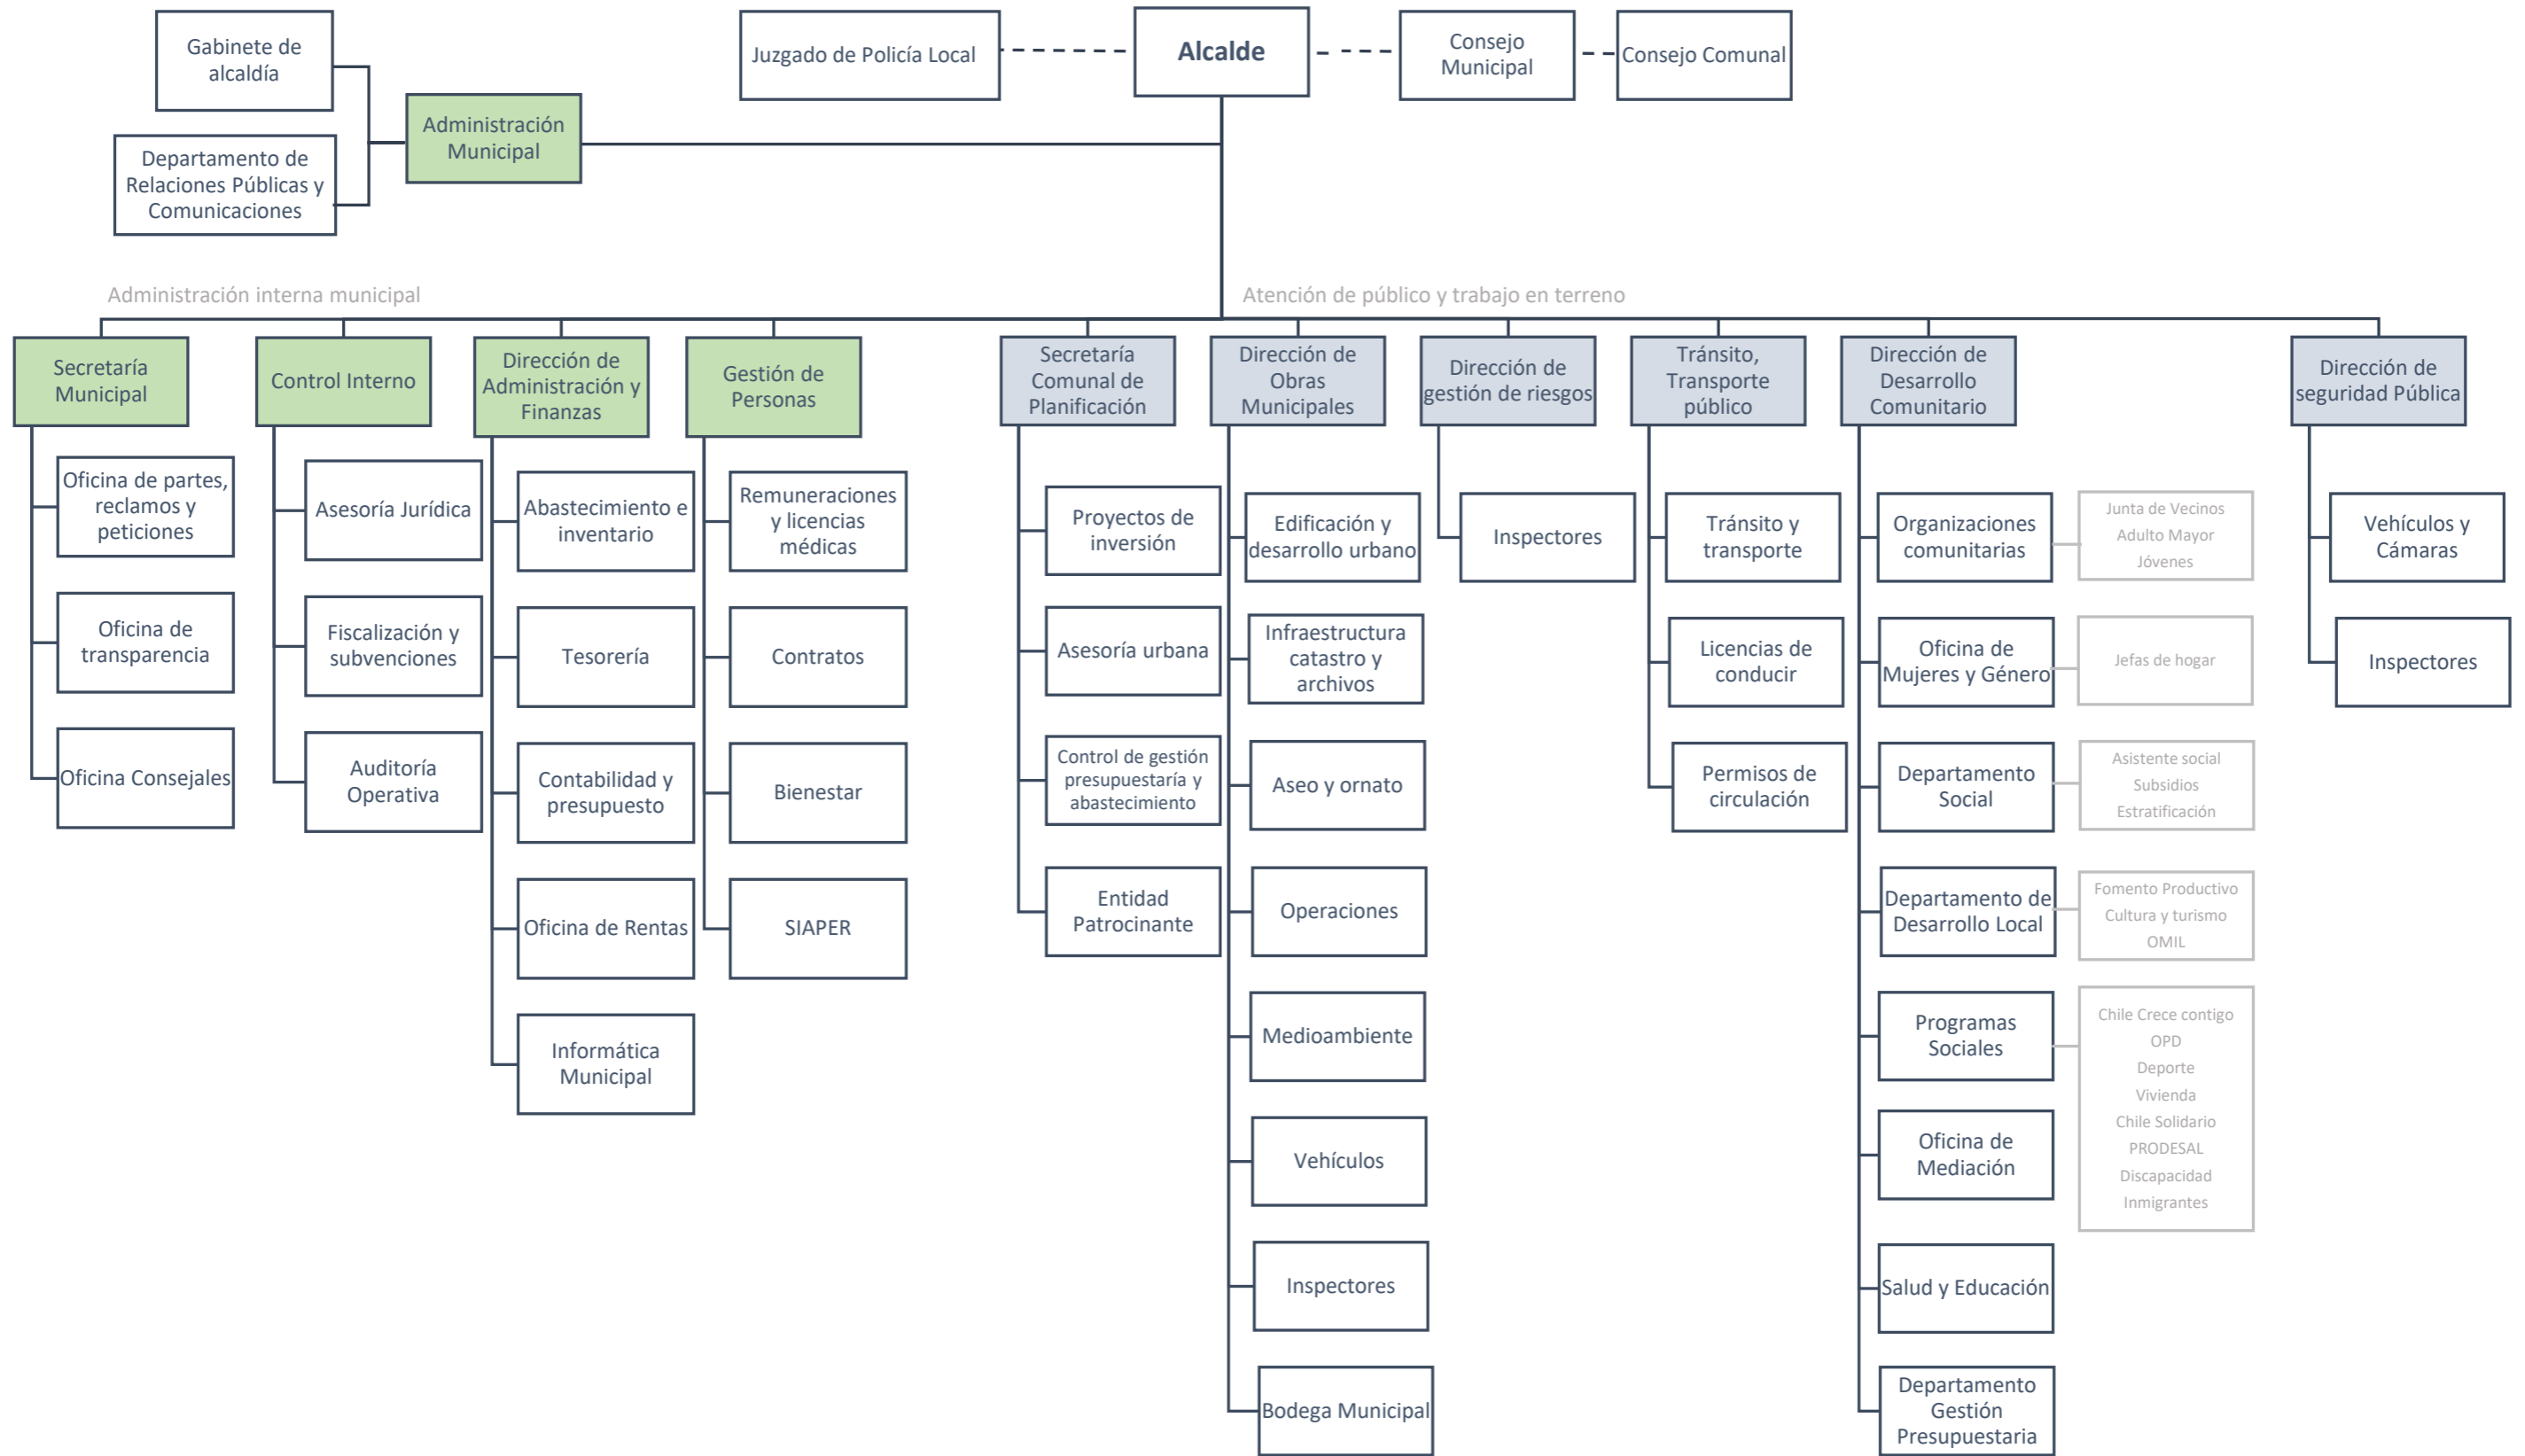 Gabinete de
alcaldía
Juzgado de Policía Local
Alcalde
Consejo
Municipal
Consejo Comunal
Administración
Municipal
Departamento de
Relaciones Públicas y
Comunicaciones
Administración interna municipal
Atención de público y trabajo en terreno
Secretaría
Municipal
Oficina de partes,
reclamos y
peticiones
Oficina de
transparencia
Oficina Consejales
Control Interno
Asesoría Jurídica
Fiscalización y
subvenciones
Auditoría
Operativa
Dirección de
Administración y
Finanzas
Abastecimiento e
inventario
Tesorería
Contabilidad y
presupuesto
Oficina de Rentas
Informática
Municipal
Gestión de
Personas
Remuneraciones
y licencias
médicas
Contratos
Bienestar
SIAPER
Secretaría
Comunal de
Planificación
Proyectos de
inversión
Asesoría urbana
Control de gestión
presupuestaría y
abastecimiento
Entidad
Patrocinante
Dirección de
Obras
Municipales
Edificación y
desarrollo urbano
Infraestructura
catastro y
archivos
Aseo y ornato
Operaciones
Medioambiente
Vehículos
Inspectores
Bodega Municipal
Dirección de
gestión de riesgos
Inspectores
Tránsito,
Transporte
público
Tránsito y
transporte
Licencias de
conducir
Permisos de
circulación
Dirección de
Desarrollo
Comunitario
Organizaciones
comunitarias
Junta de Vecinos
Adulto Mayor
Jóvenes
Oficina de
Mujeres y Género
Jefas de hogar
Departamento
Social
Asistente social
Subsidios
Estratificación
Departamento de
Desarrollo Local
Fomento Productivo
Cultura y turismo
OMIL
Programas
Sociales
Chile Crece contigo
OPD
Deporte
Vivienda
Chile Solidario
PRODESAL
Discapacidad
Inmigrantes
Oficina de
Mediación
Salud y Educación
Departamento
Gestión
Presupuestaria
Dirección de
seguridad Pública
Vehículos y
Cámaras
Inspectores